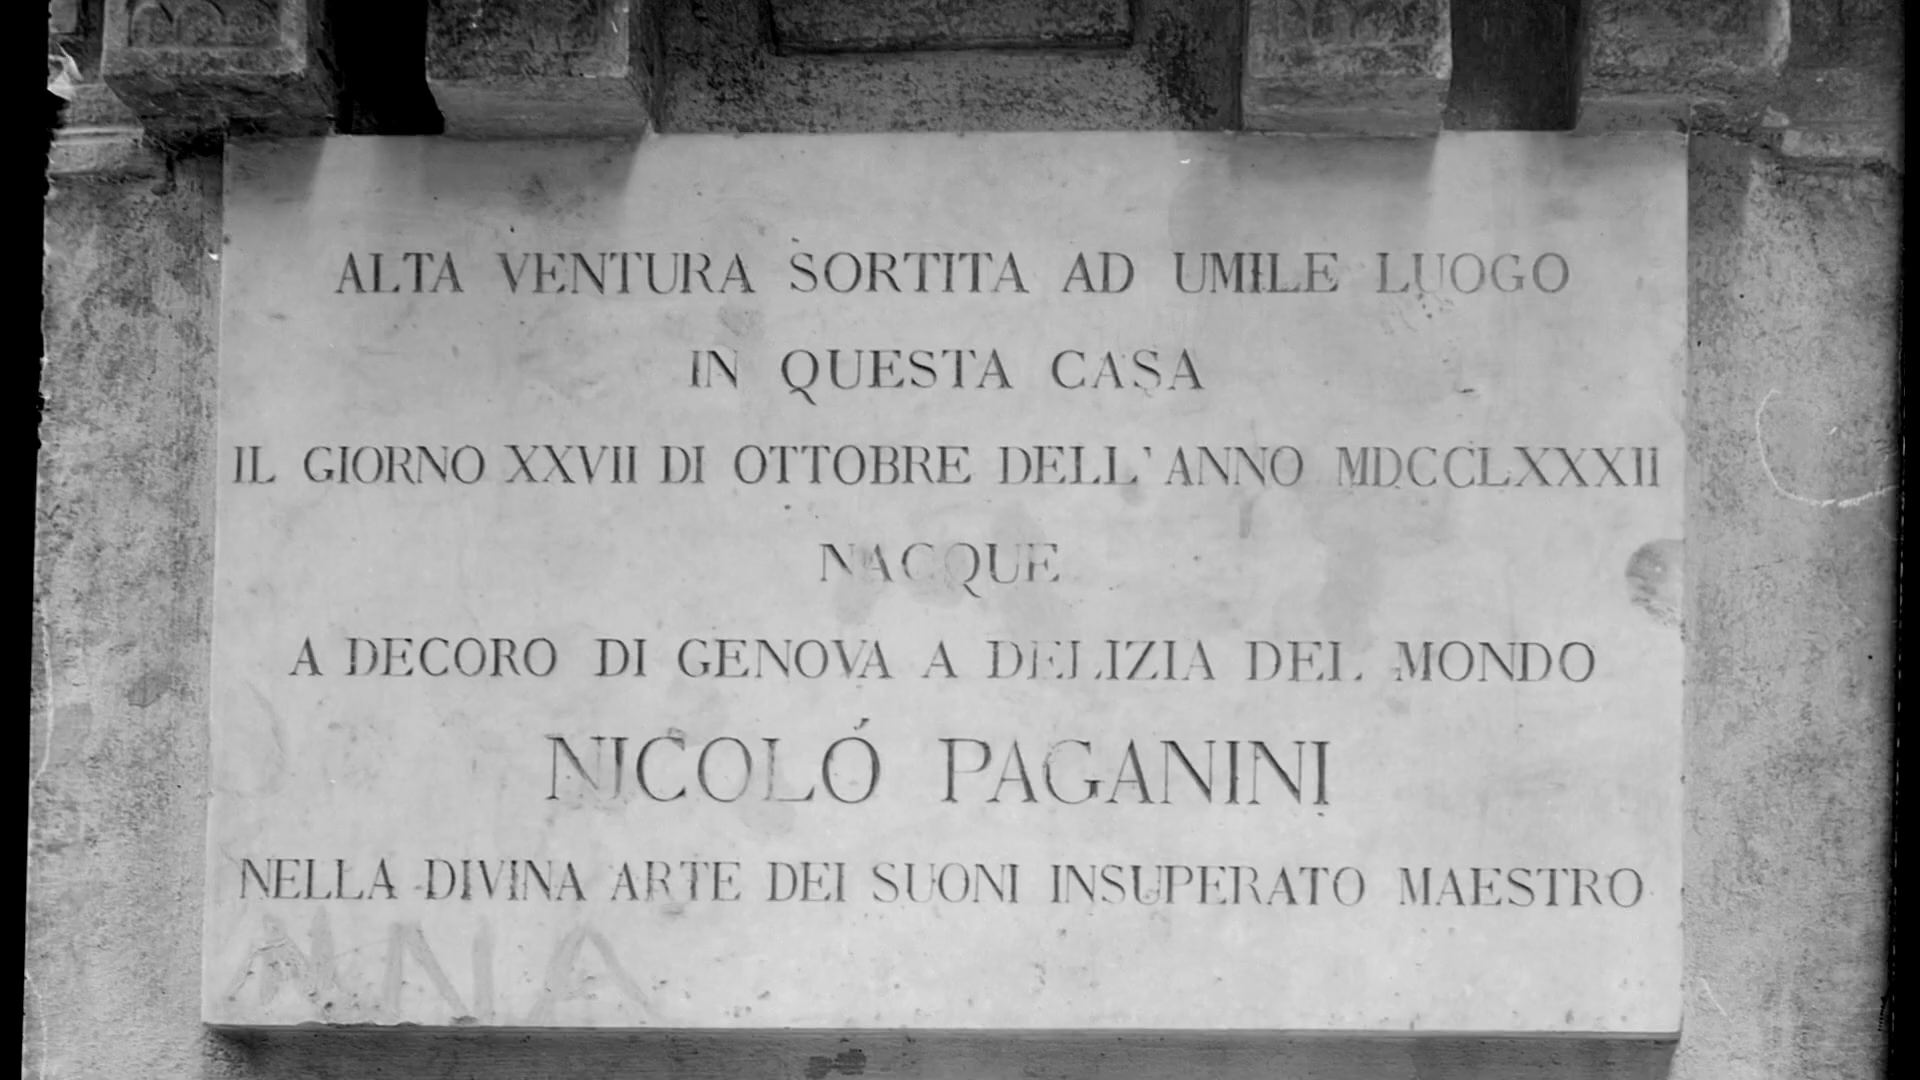 ALTA VENTURA SORTITA AD UMILE LUOGO
IN QUESTA CASA
IL GIORNO XXVII DI OTTOBRE DELL'ANNO MDCCLXXXII
NACQUE
A DECORO DI GENOVA A DELIZIA DEL MONDO
NICOLÓ PAGANINI
NELLA DIVINA ARTE DEI SUONI INSUPERATO MAESTRO